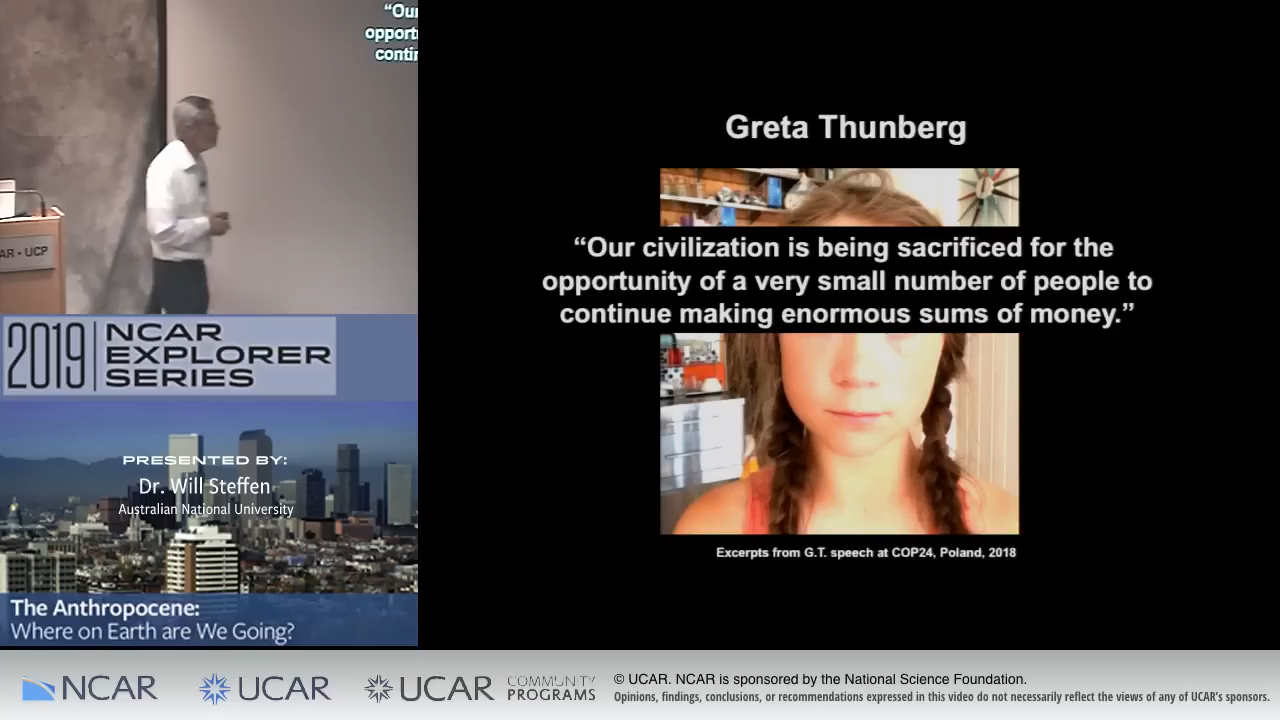 “Our
opport
contin
AR - UCP
2019 NCAR
EXPLORER
SERIES
PRESENTED BY:
Dr. Will Steffen
Australian National University
The Anthropocene:
Where on Earth are We Going?
Greta Thunberg
“Our civilization is being sacrificed for the
opportunity of a very small number of people to
continue making enormous sums of money.”
Excerpts from G.T. speech at COP24, Poland, 2018
NCAR
UCAR
UCAR
COMMUNITY
PROGRAMS
© UCAR. NCAR is sponsored by the National Science Foundation.
Opinions, findings, conclusions, or recommendations expressed in this video do not necessarily reflect the views of any of UCAR's sponsors.